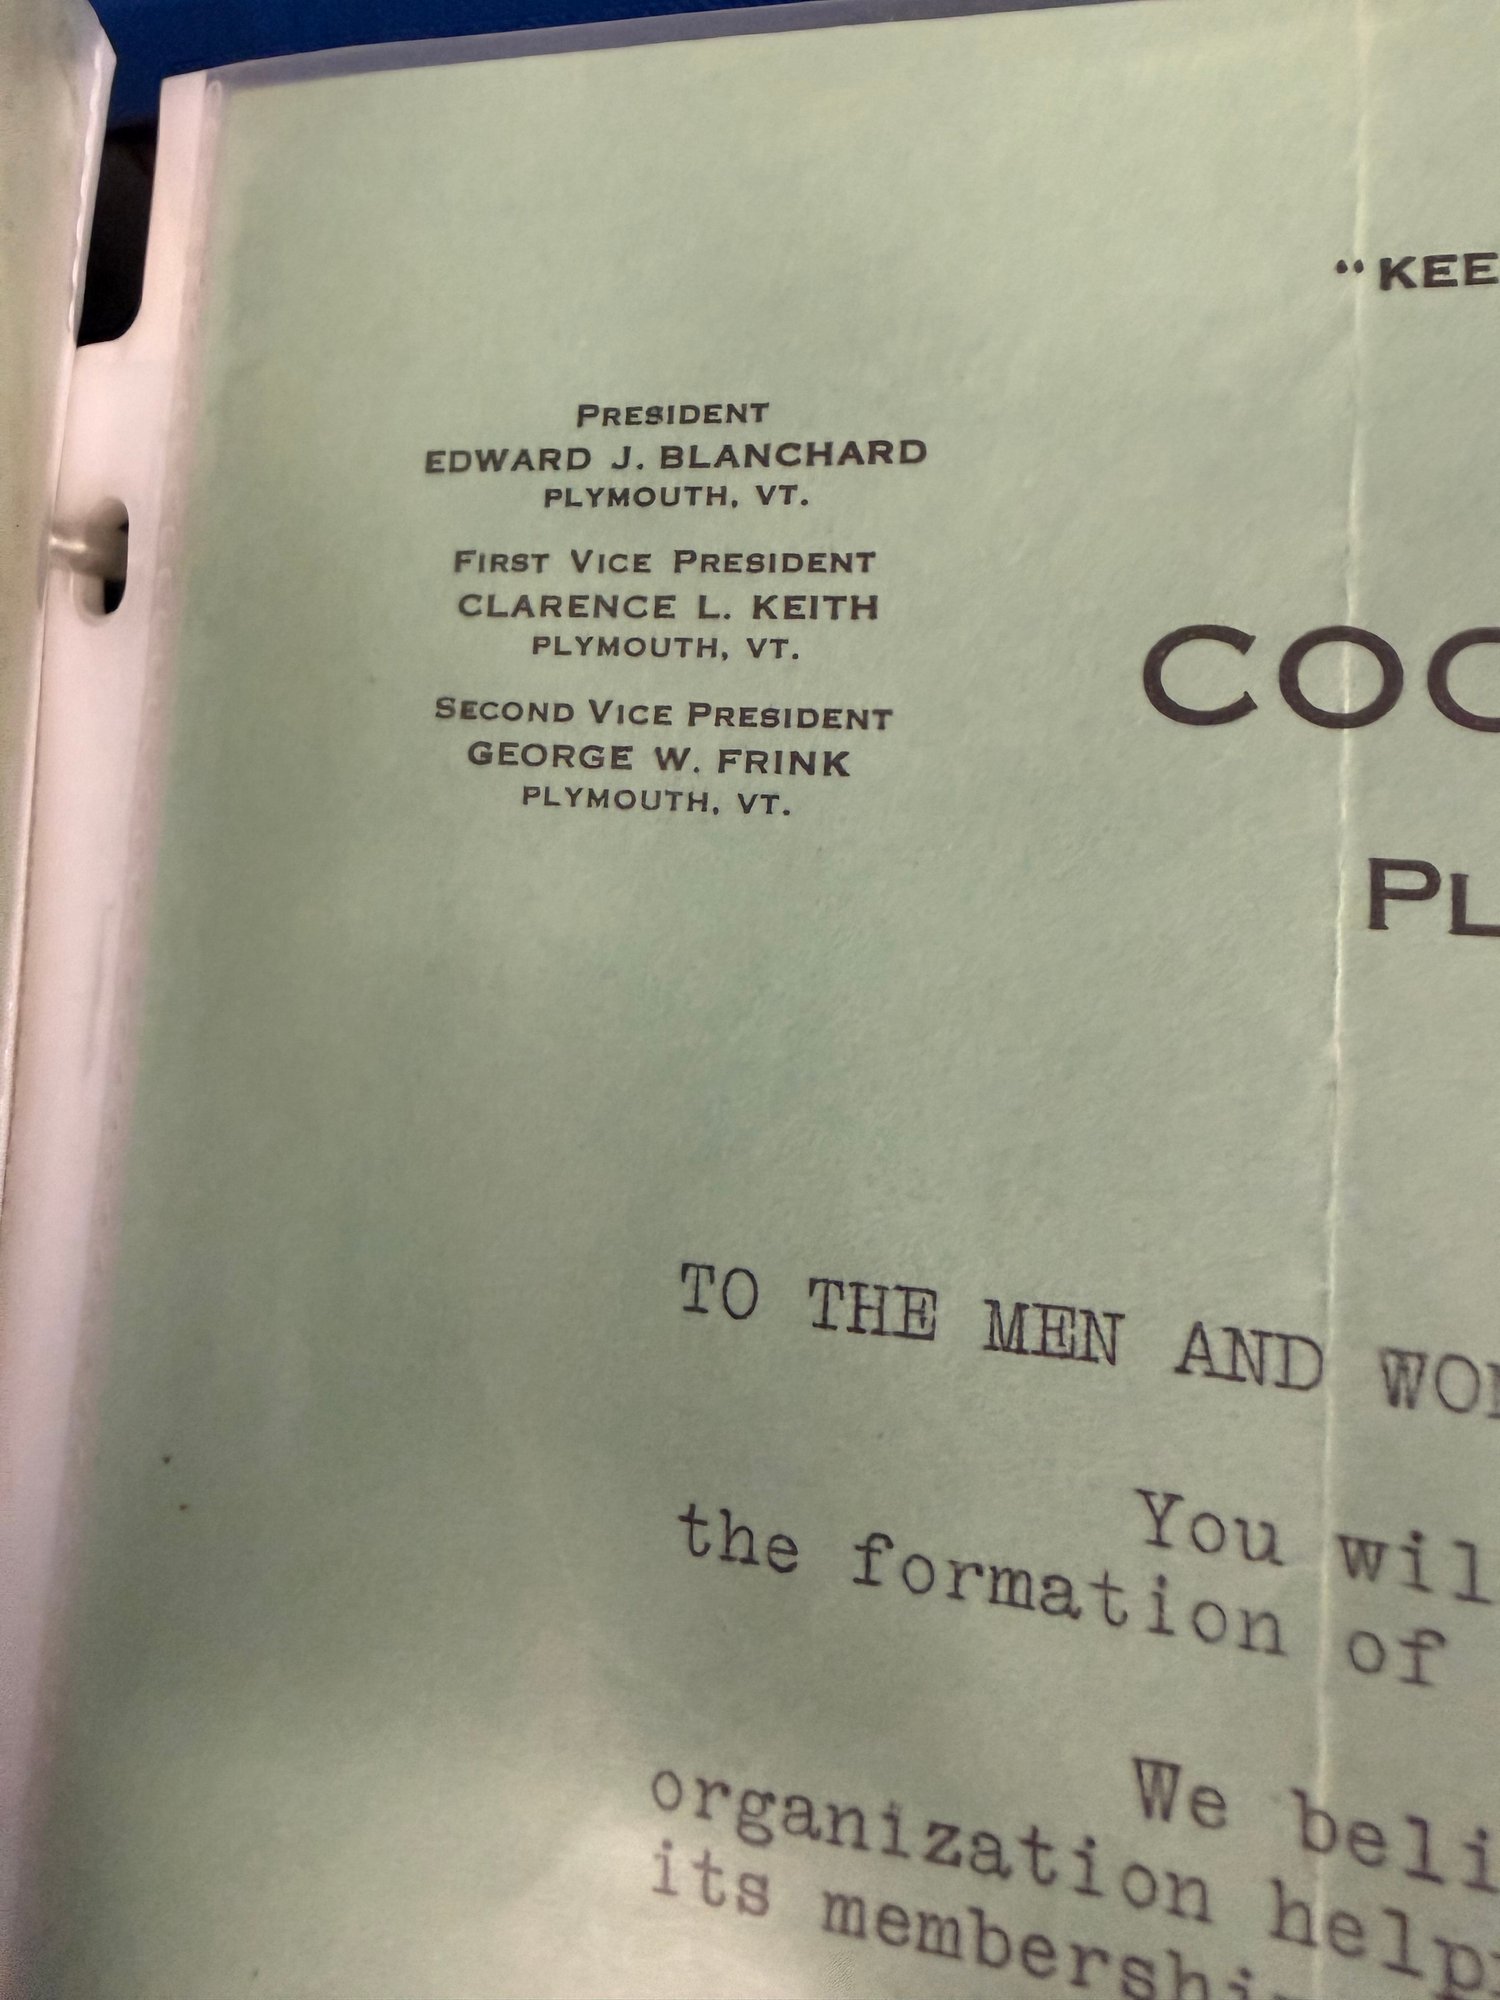 "KEE
PRESIDENT
EDWARD J. BLANCHARD
PLYMOUTH, VT.
FIRST VICE PRESIDENT
CLARENCE L. KEITH
PLYMOUTH, VT.
SECOND VICE PRESIDENT
GEORGE W. FRINK
PLYMOUTH, VT.
COO
PL
TO THE MEN AND WO
You wil
the formation of
We beli
organization help
its membershi